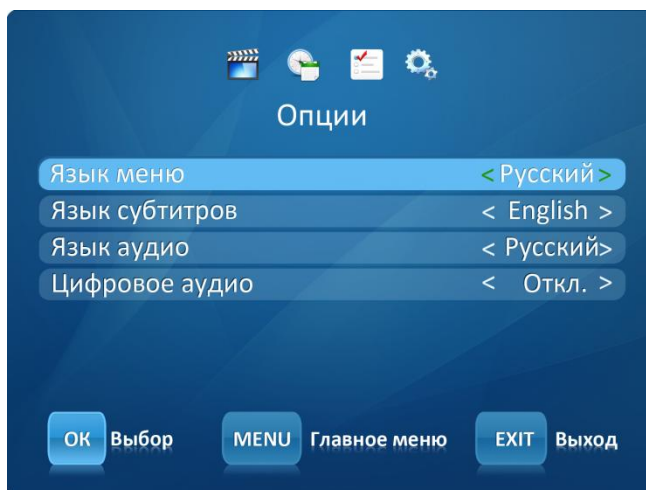 Опции
Язык меню < Русский >
Язык субтитров < English >
Язык аудио < Русский >
Цифровое аудио < Откл. >
OK Выбор MENU Главное меню EXIT Выход